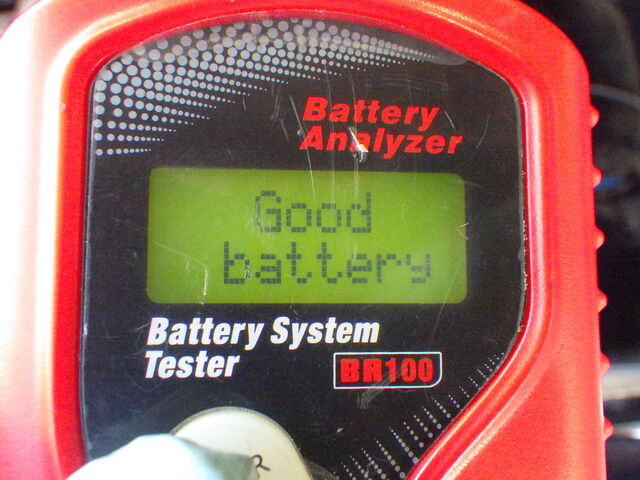 Battery
Analyzer
Good
battery
Battery System
Tester
BR100
R